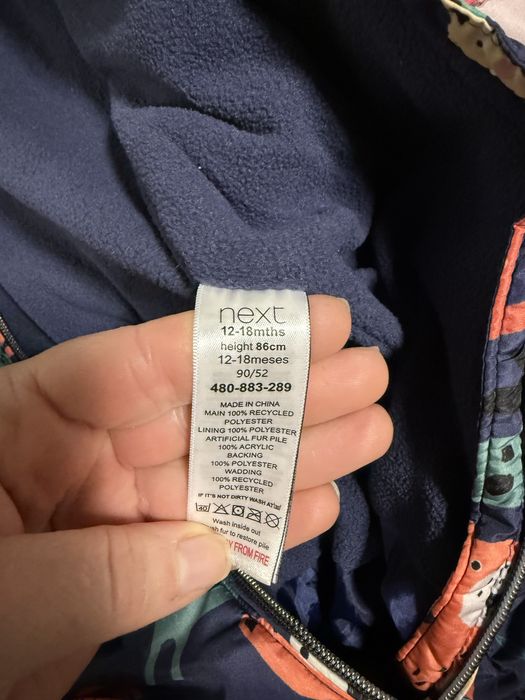 next
12-18mths
height 86cm
12-18meses
90/52
480-883-289
MADE IN CHINA
MAIN 100% RECYCLED
POLYESTER
LINING 100% POLYESTER
ARTIFICIAL FUR PILE
100% ACRYLIC
BACKING
100% POLYESTER
WADDING
100% RECYCLED
POLYESTER
IF IT'S NOT DIRTY WASH AT 30
40
Wash inside out
fur to restore pile
FROM FIRE